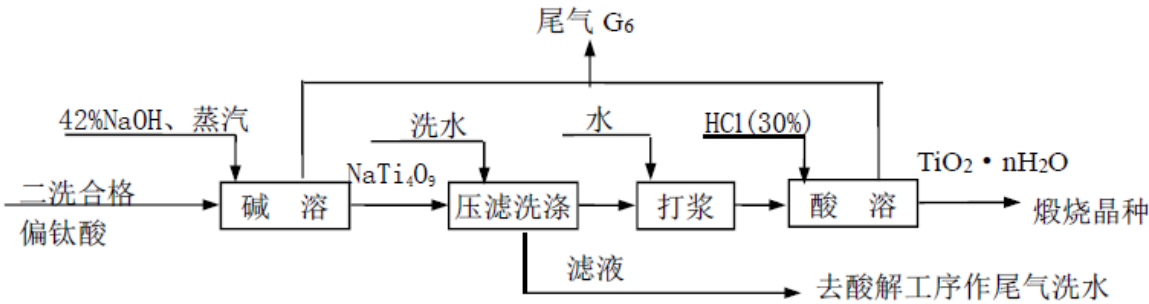 尾气 G6
42%NaOH、蒸汽
洗水
水
HCl(30%)
二洗合格
偏钛酸
碱 溶
NaTi4O9
压滤洗涤
打浆
酸 溶
TiO2·nH2O
煅烧晶种
滤液
去酸解工序作尾气洗水